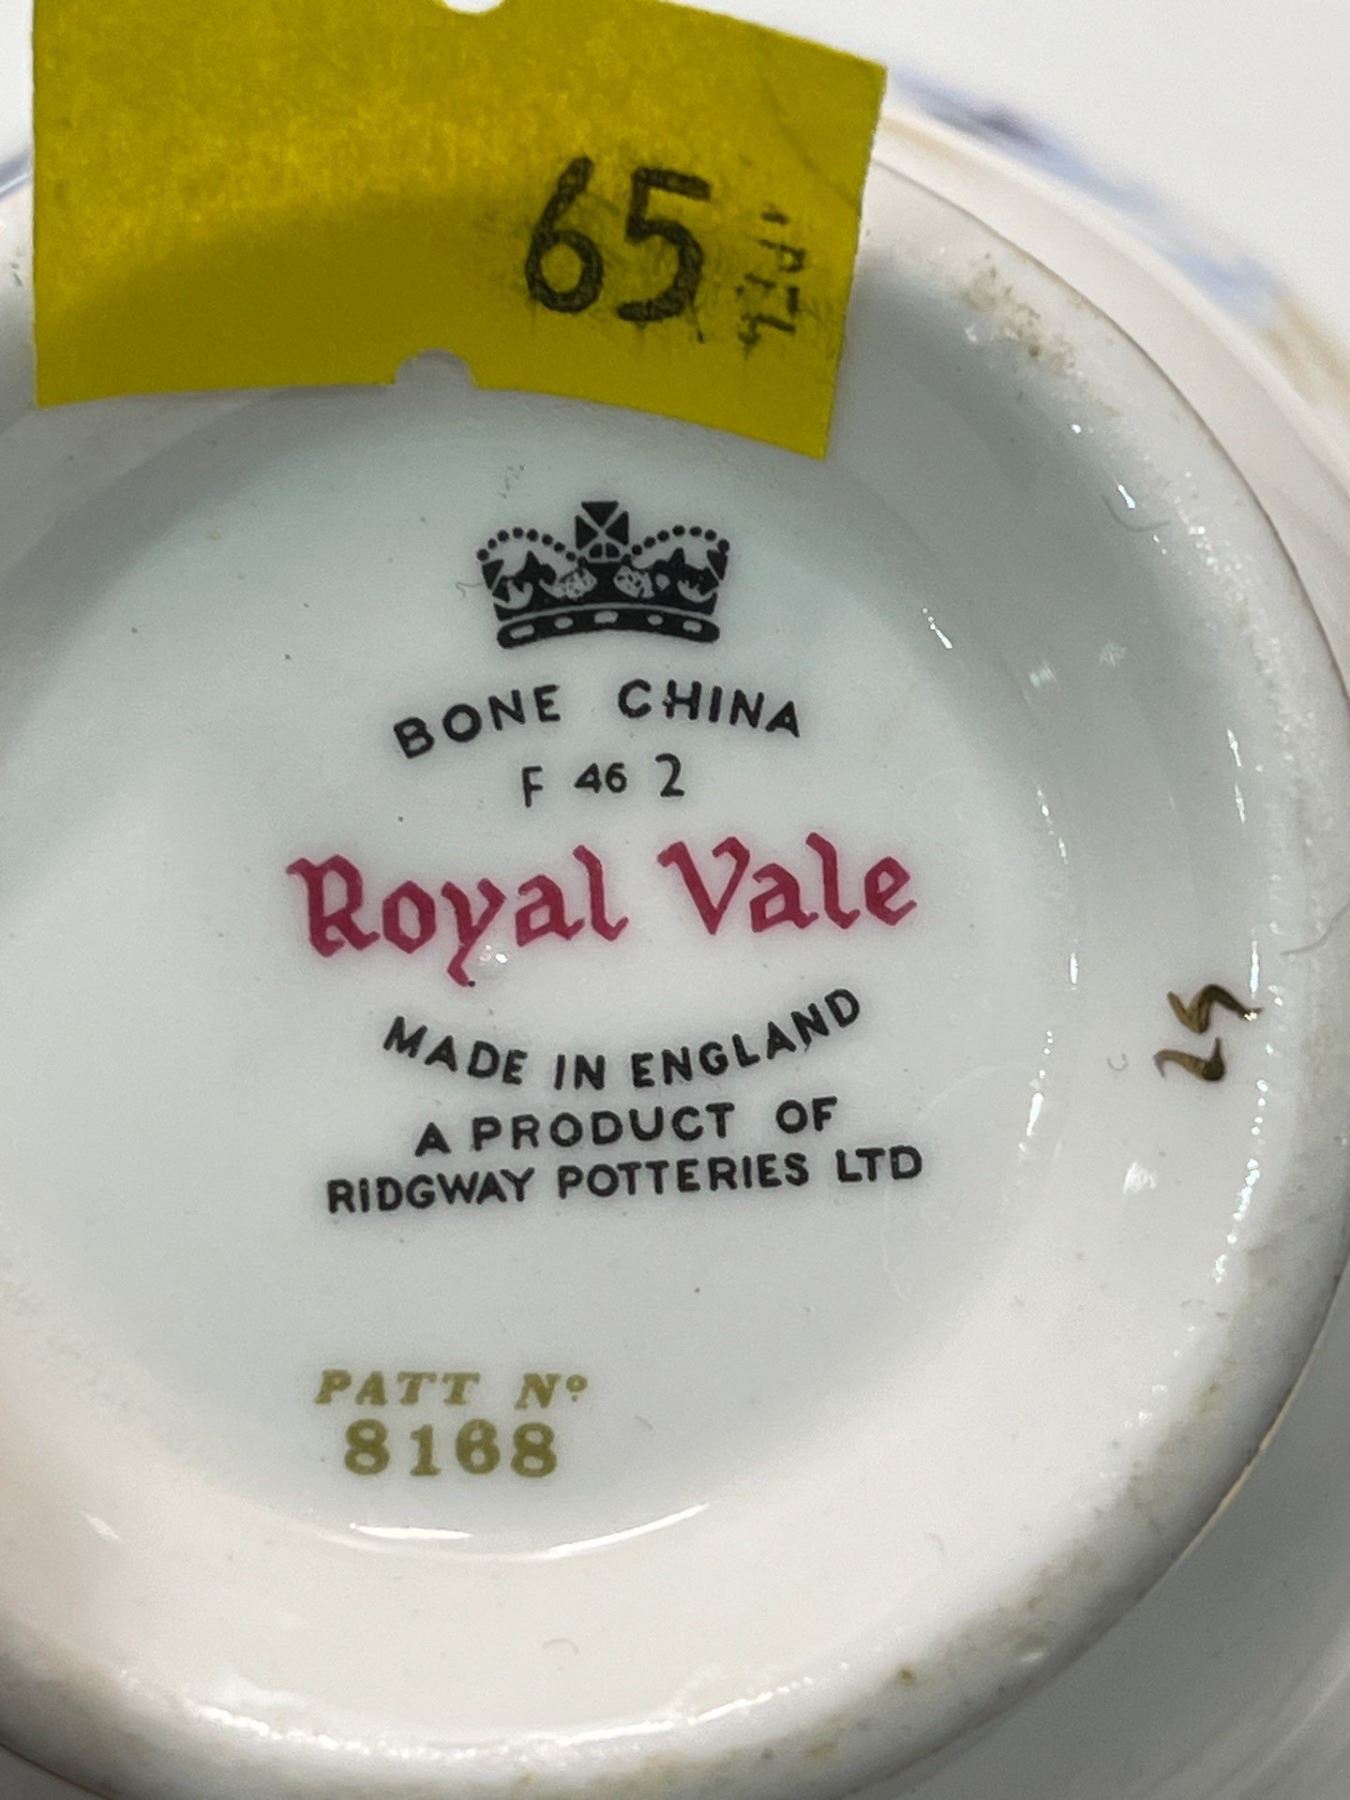 65
BONE CHINA
F 46 2
Royal Vale
MADE IN ENGLAND
A PRODUCT OF
RIDGWAY POTTERIES LTD
PATT Nº
8168